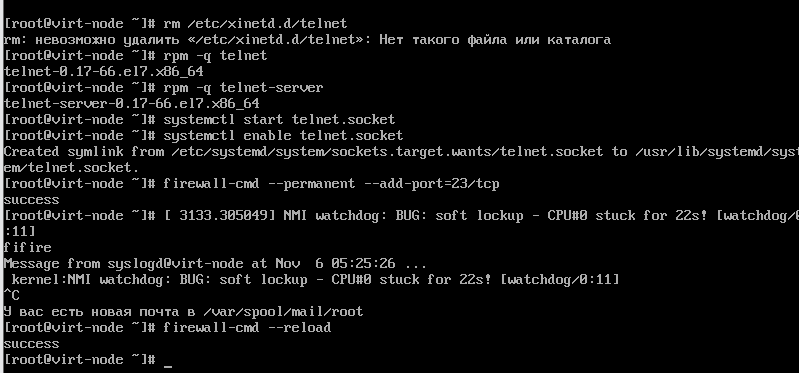 [root@virt-node ~]# rm /etc/xinetd.d/telnet
rm: невозможно удалить «/etc/xinetd.d/telnet»: Нет такого файла или каталога
[root@virt-node ~]# rpm -q telnet
telnet-0.17-66.el7.x86_64
[root@virt-node ~]# rpm -q telnet-server
telnet-server-0.17-66.el7.x86_64
[root@virt-node ~]# systemctl start telnet.socket
[root@virt-node ~]# systemctl enable telnet.socket
Created symlink from /etc/systemd/system/sockets.target.wants/telnet.socket to /usr/lib/systemd/syst
em/telnet.socket.
[root@virt-node ~]# firewall-cmd --permanent --add-port=23/tcp
success
[root@virt-node ~]# [ 3133.305049] NMI watchdog: BUG: soft lockup - CPU#0 stuck for 22s! [watchdog/0
:11]
fifire
Message from syslogd@virt-node at Nov  6 05:25:26 ...
 kernel:NMI watchdog: BUG: soft lockup - CPU#0 stuck for 22s! [watchdog/0:11]
^C
У вас есть новая почта в /var/spool/mail/root
[root@virt-node ~]# firewall-cmd --reload
success
[root@virt-node ~]# _